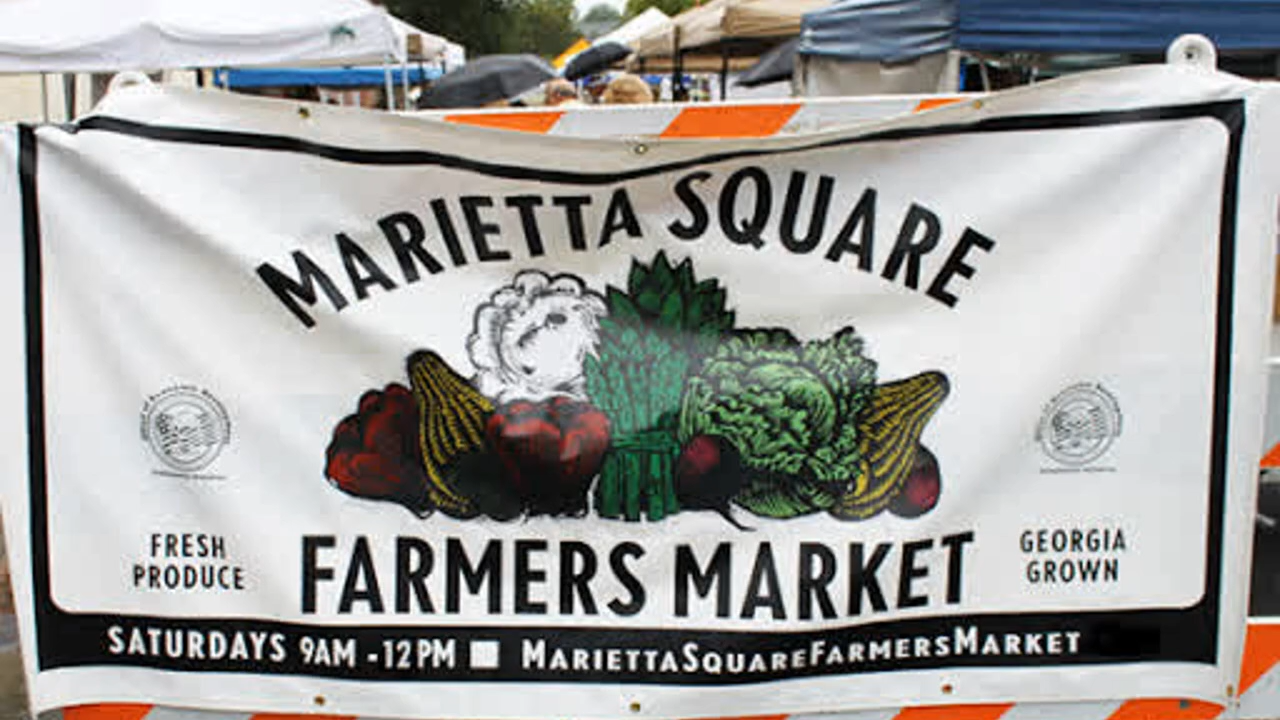 MARIETTA SQUARE
FARMERS MARKET
FRESH
PRODUCE
GEORGIA
GROWN
SATURDAYS 9AM - 12PM ■ MARIETTASQUAREFARMERSMARKET